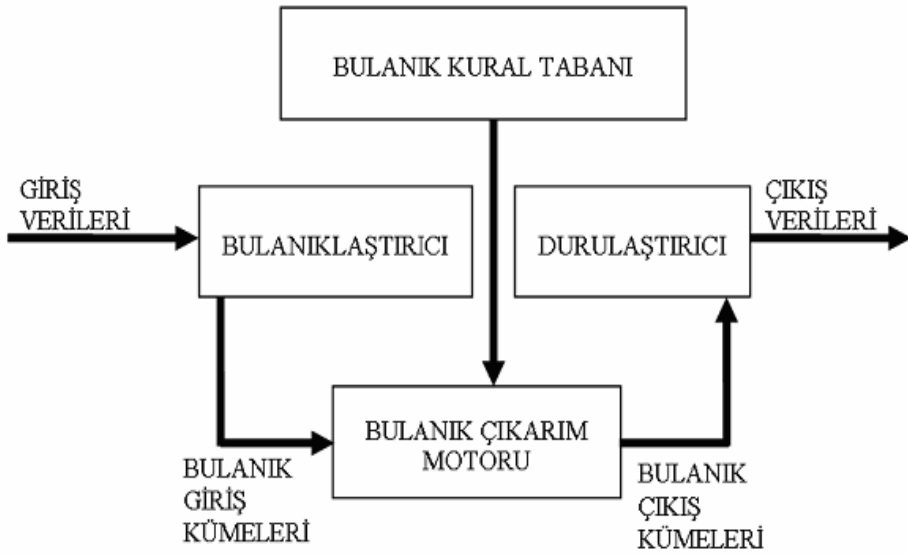 BULANIK KURAL TABANI
GİRİŞ
VERİLERİ
BULANIKLAŞTIRICI
DURULAŞTIRICI
ÇIKIŞ
VERİLERİ
BULANIK ÇIKARIM
MOTORU
BULANIK
GİRİŞ
KÜMELERİ
BULANIK
ÇIKIŞ
KÜMELERİ